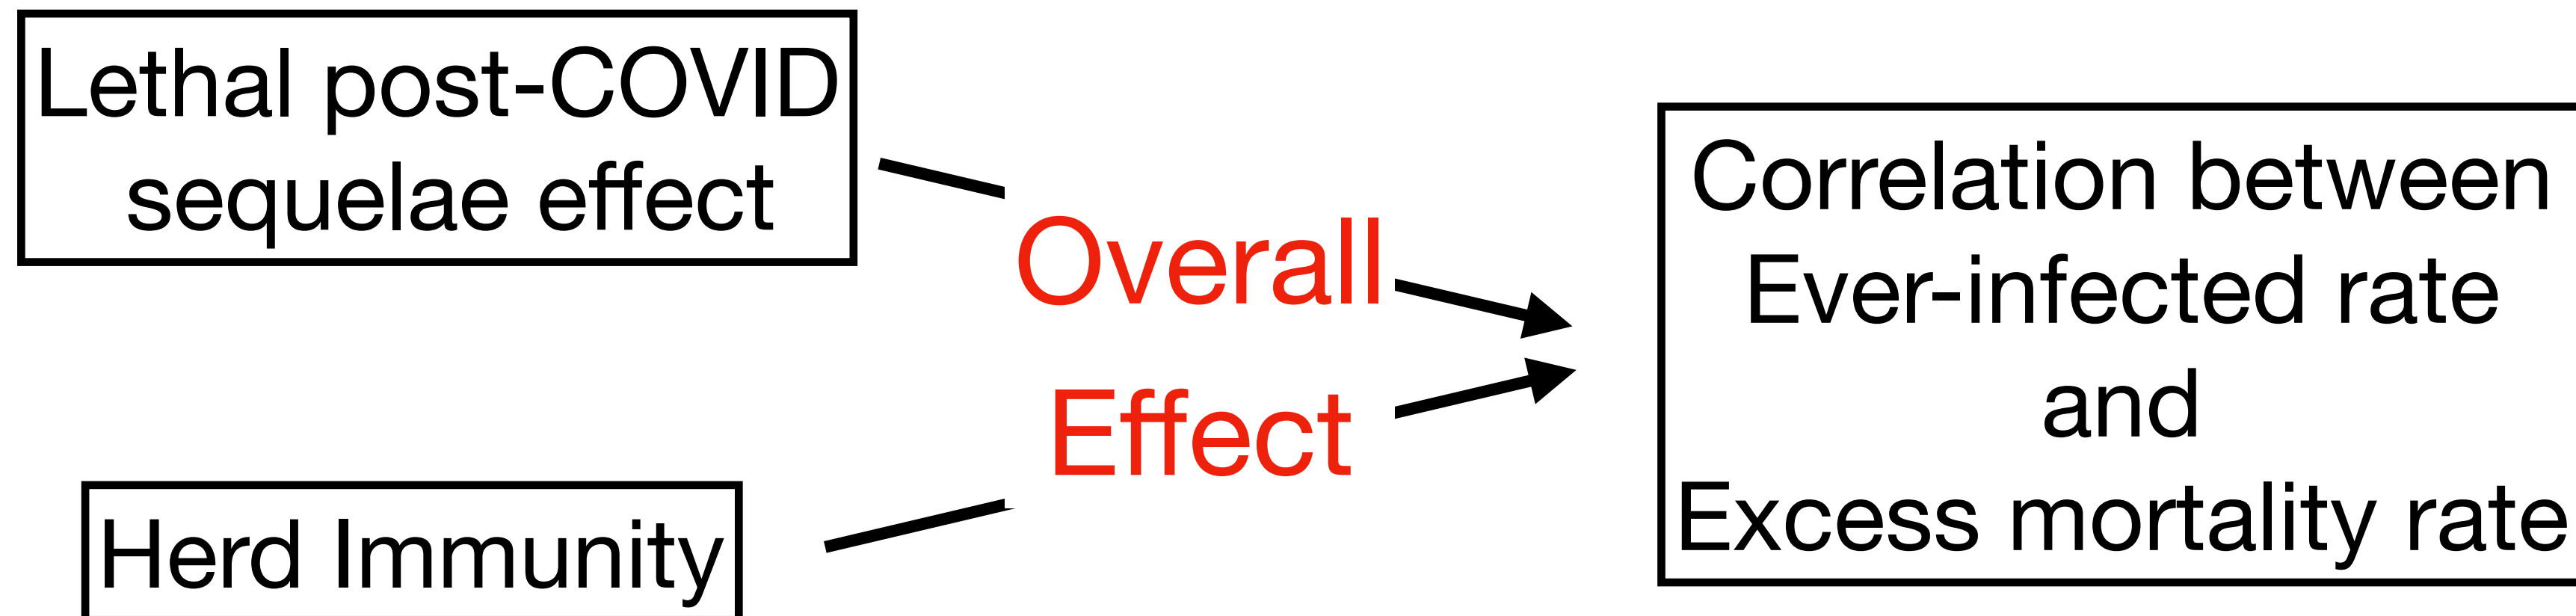 Lethal post-COVID
sequelae effect
Overall
Effect
Herd Immunity
Correlation between
Ever-infected rate
and
Excess mortality rate